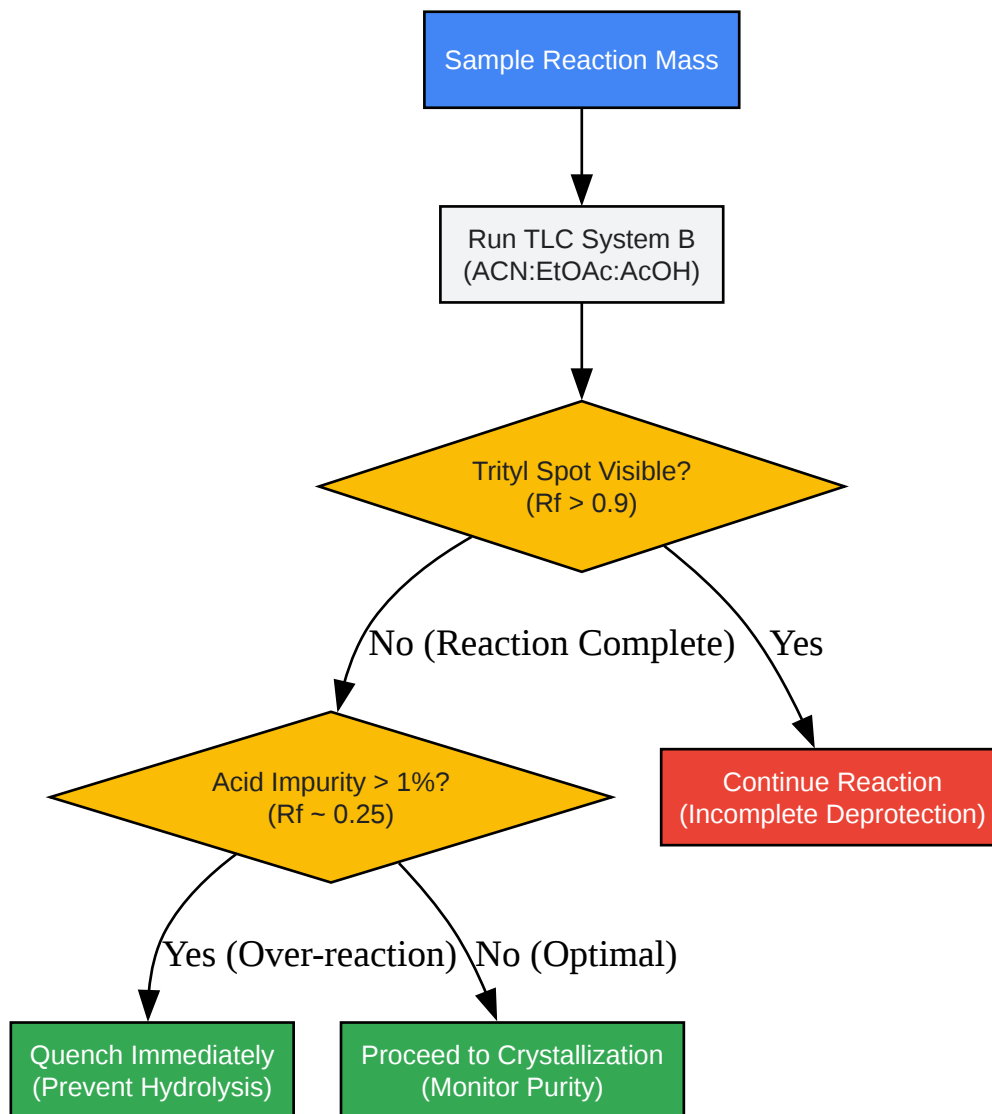 Sample Reaction Mass
Run TLC System B
(ACN:EtOAc:AcOH)
Trityl Spot Visible?
(Rf > 0.9)
No (Reaction Complete)
Yes
Acid Impurity > 1%?
(Rf ~ 0.25)
Continue Reaction
(Incomplete Deprotection)
Yes (Over-reaction)
No (Optimal)
Quench Immediately
(Prevent Hydrolysis)
Proceed to Crystallization
(Monitor Purity)